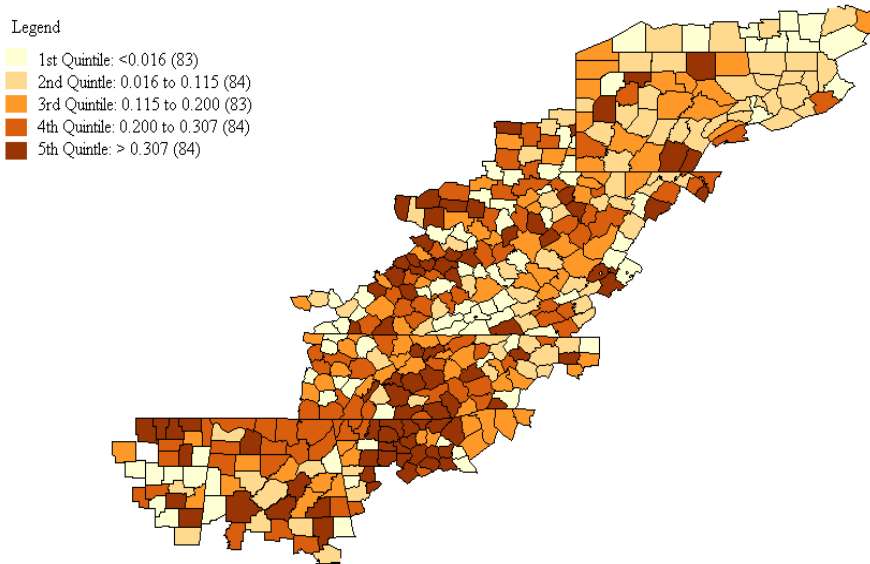 Legend
1st Quintile: <0.016 (83)
2nd Quintile: 0.016 to 0.115 (84)
3rd Quintile: 0.115 to 0.200 (83)
4th Quintile: 0.200 to 0.307 (84)
5th Quintle: > 0.307 (84)